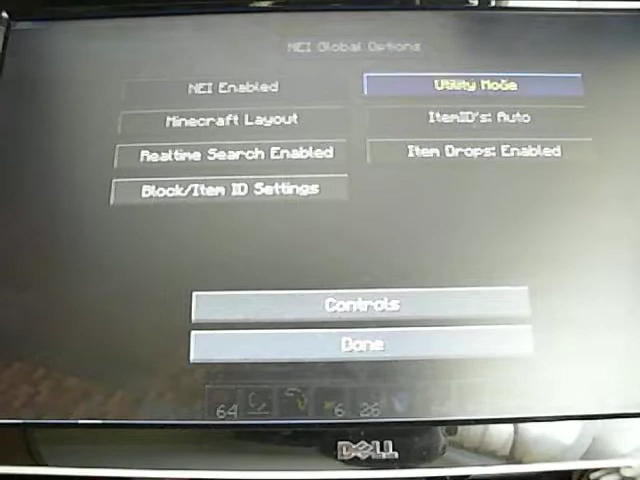 NEI Global Options
NEI Enabled
Utility Mode
Minecraft Layout
ItemID's: Auto
Realtime Search Enabled
Item Drops: Enabled
Block/Item ID Settings
Controls
Done
64
6
26
DELL